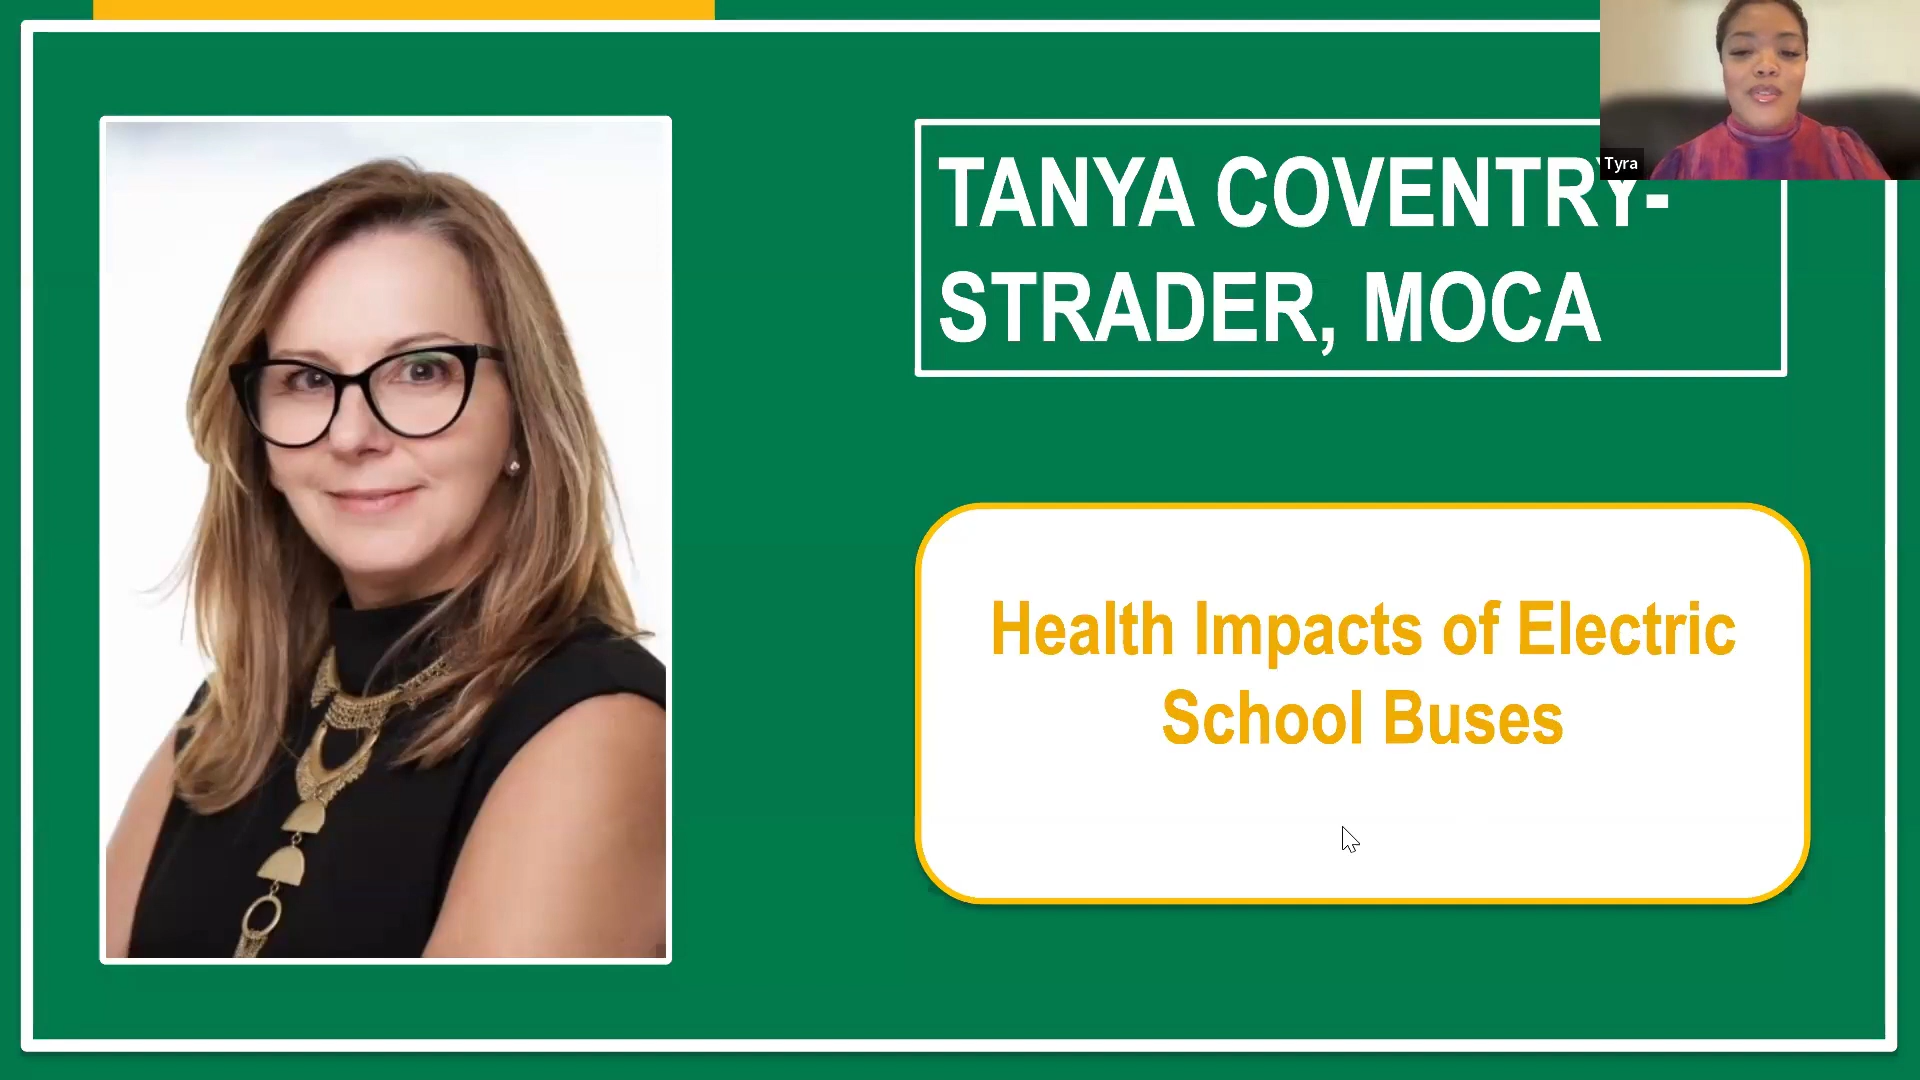 TANYA COVENTRY-
STRADER, MOCA
Tyra
Health Impacts of Electric
School Buses